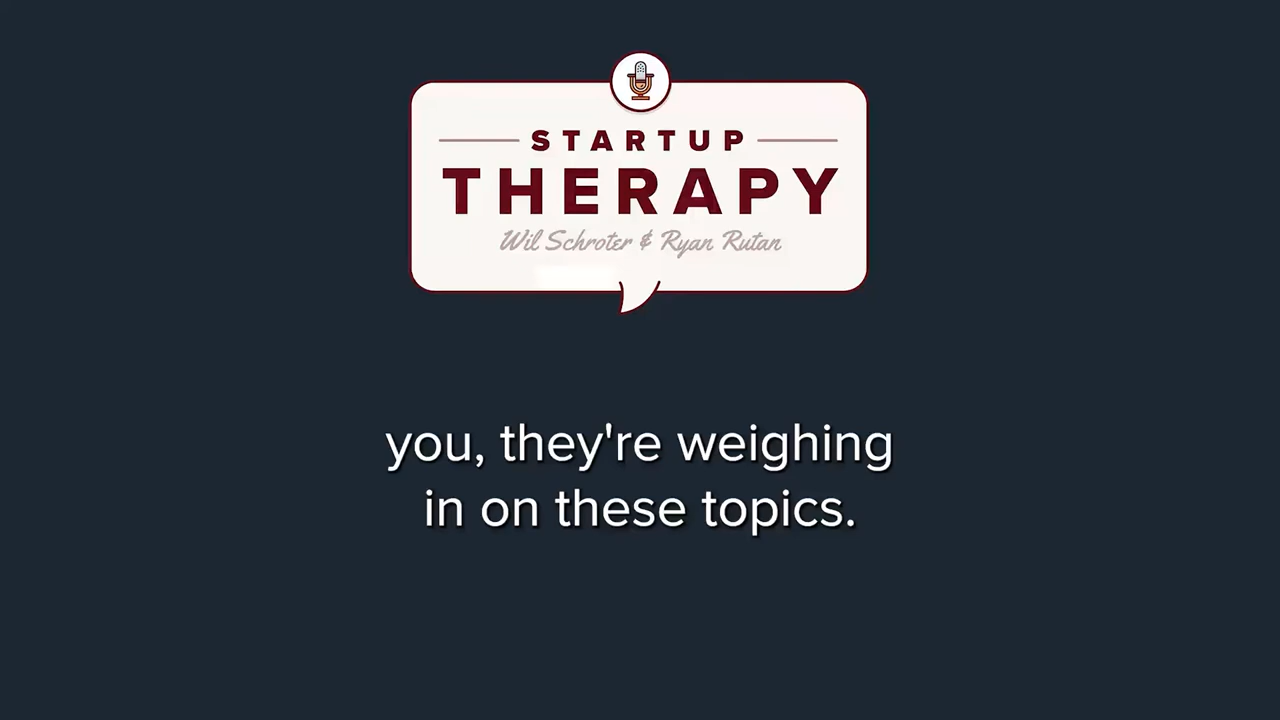 STARTUP
THERAPY
Wil Schroter & Ryan Rutan
you, they're weighing
in on these topics.